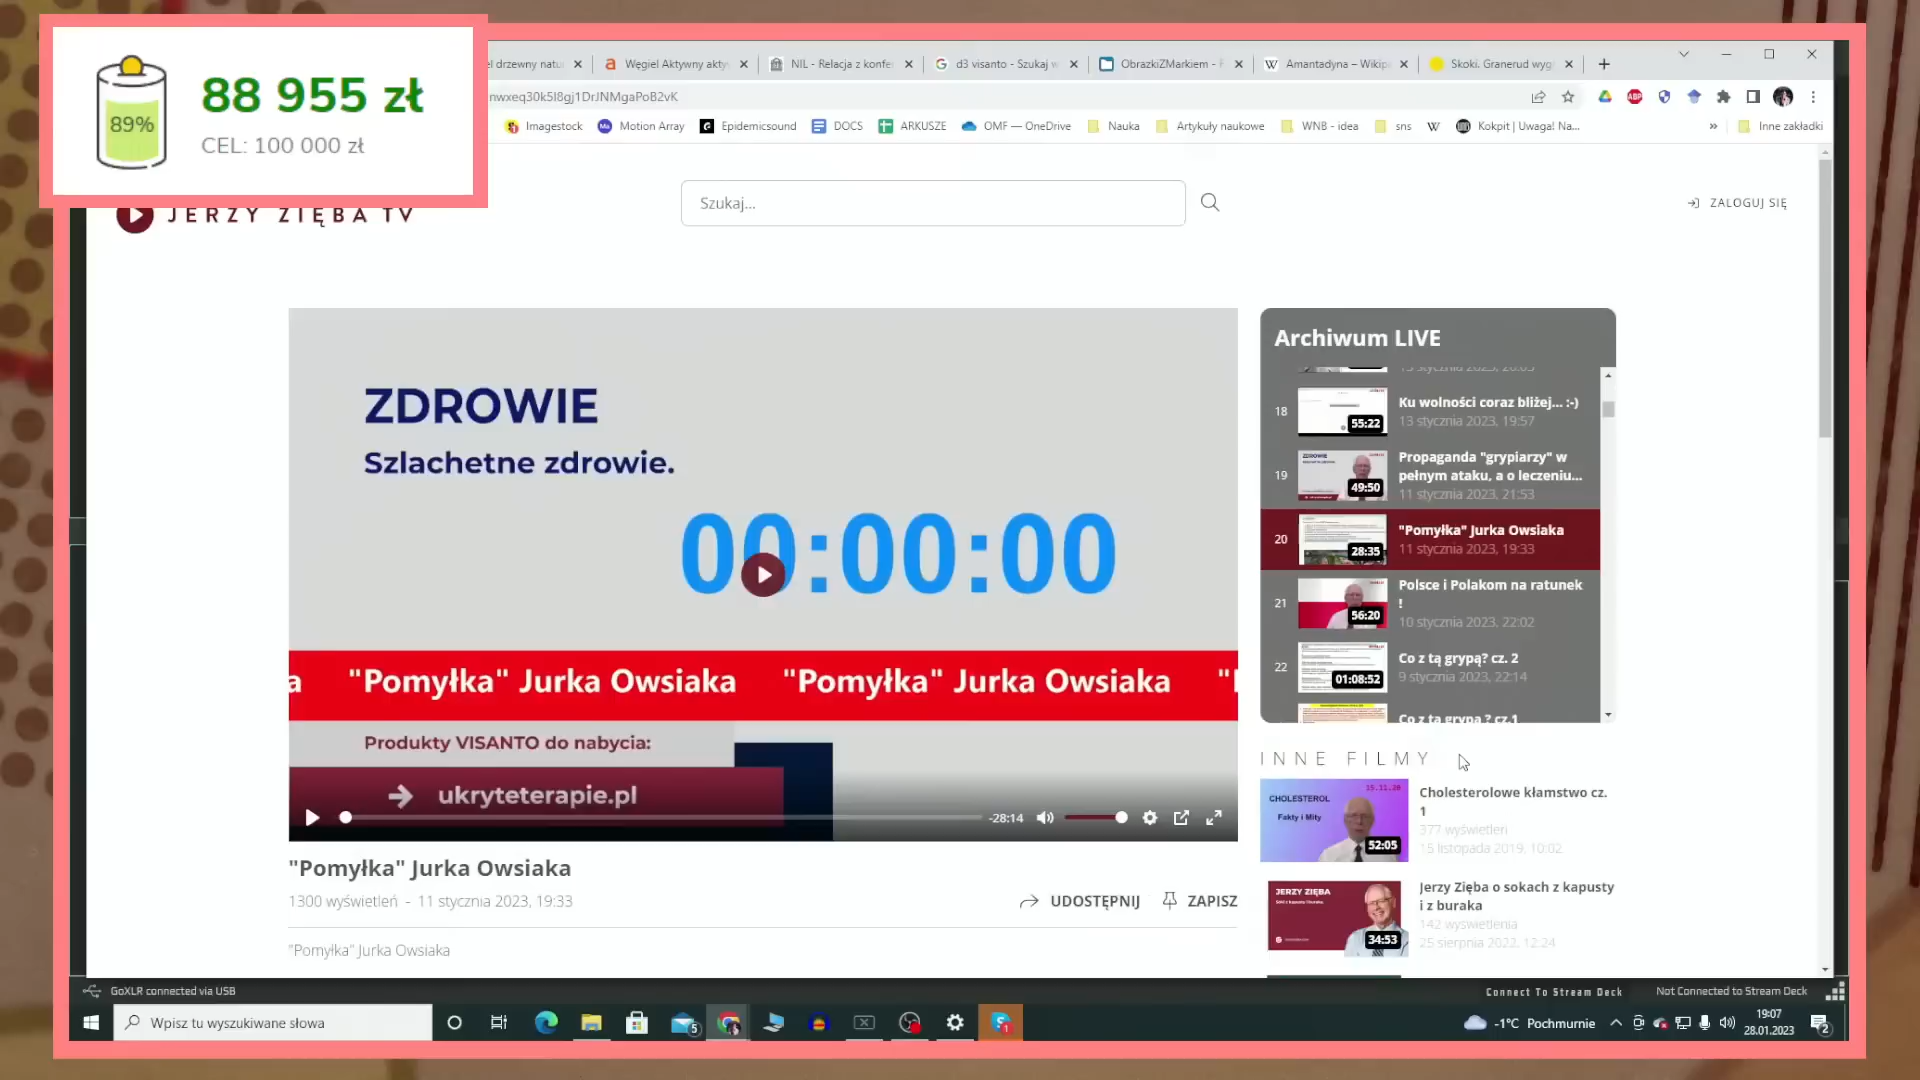 89%
88 955 zł
CEL: 100 000 zł
el drzewny natu
Węgiel Aktywny akty
NIL - Relacja z konfe
d3 visanto - Szukaj w
ObrazkiZMarkiem -
Amantadyna – Wikip
Skoki. Granerud wyg
nwxeq30k5l8gj1DrJNMgaPoB2vK
ABP
Imagestock
Motion Array
Epidemicsound
DOCS
ARKUSZE
OMF — OneDrive
Nauka
Artykuły naukowe
WNB - idea
sns
Kokpit | Uwaga! Na...
»
Inne zakładki
JERZY ZIĘBA TV
Szukaj...
ZALOGUJ SIĘ
ZDROWIE
Szlachetne zdrowie.
00:00:00
a "Pomyłka" Jurka Owsiaka "Pomyłka" Jurka Owsiaka "
Produkty VISANTO do nabycia:
ukryteterapie.pl
-28:14
"Pomyłka" Jurka Owsiaka
1300 wyświetleń - 11 stycznia 2023, 19:33
UDOSTĘPNIJ
ZAPISZ
"Pomyłka" Jurka Owsiaka
Archiwum LIVE
18
55:22
Ku wolności coraz bliżej... :-)
13 stycznia 2023, 19:57
19
49:50
Propaganda "grypiarzy" w
pełnym ataku, a o leczeniu...
11 stycznia 2023, 21:53
20
28:35
"Pomyłka" Jurka Owsiaka
11 stycznia 2023, 19:33
21
56:20
Polsce i Polakom na ratunek
!
10 stycznia 2023, 22:02
22
01:08:52
Co z tą grypą? cz. 2
9 stycznia 2023, 22:14
Co z tą grypą ? cz.1
INNE FILMY
CHOLESTEROL
Fakty i Mity
52:05
Cholesterolowe kłamstwo cz.
1
377 wyświetleń
15 listopada 2019, 10:02
JERZY ZIĘBA
34:53
Jerzy Zięba o sokach z kapusty
i z buraka
142 wyświetlenia
25 sierpnia 2022, 12:24
GoXLR connected via USB
Connect To Stream Deck
Not Connected to Stream Deck
Wpisz tu wyszukiwane słowa
5
1
-1°C Pochmurnie
19:07
28.01.2023
2